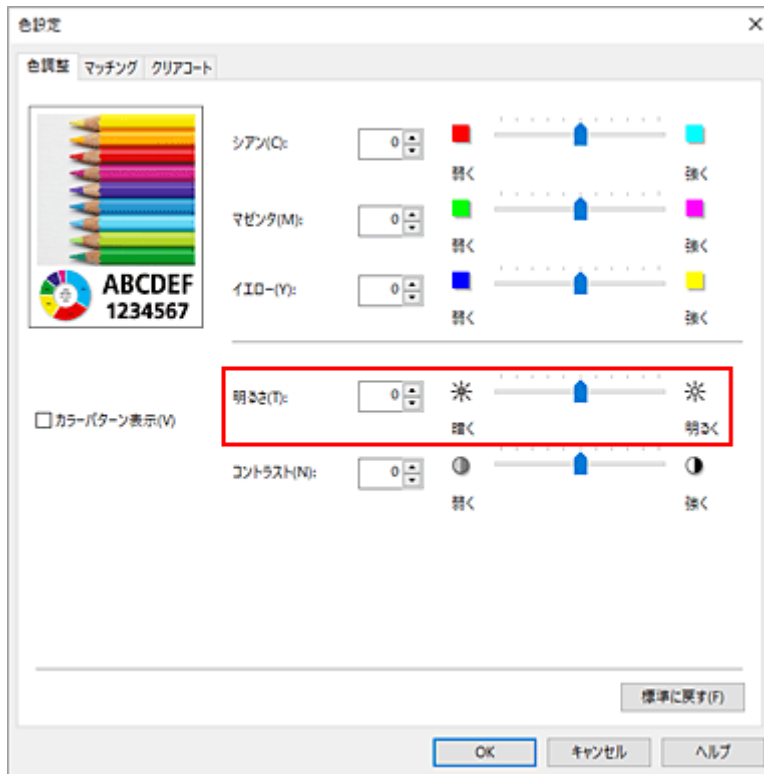 色設定
色調整 マッチング クリアコート
シアン(C): 0
弱く 強く
マゼンタ(M): 0
弱く 強く
イエロー(Y): 0
弱く 強く
ABCDEF
1234567
明るさ(T): 0
暗く 明るく
カラーパターン表示(V)
コントラスト(N): 0
弱く 強く
標準に戻す(F)
OK キャンセル ヘルプ